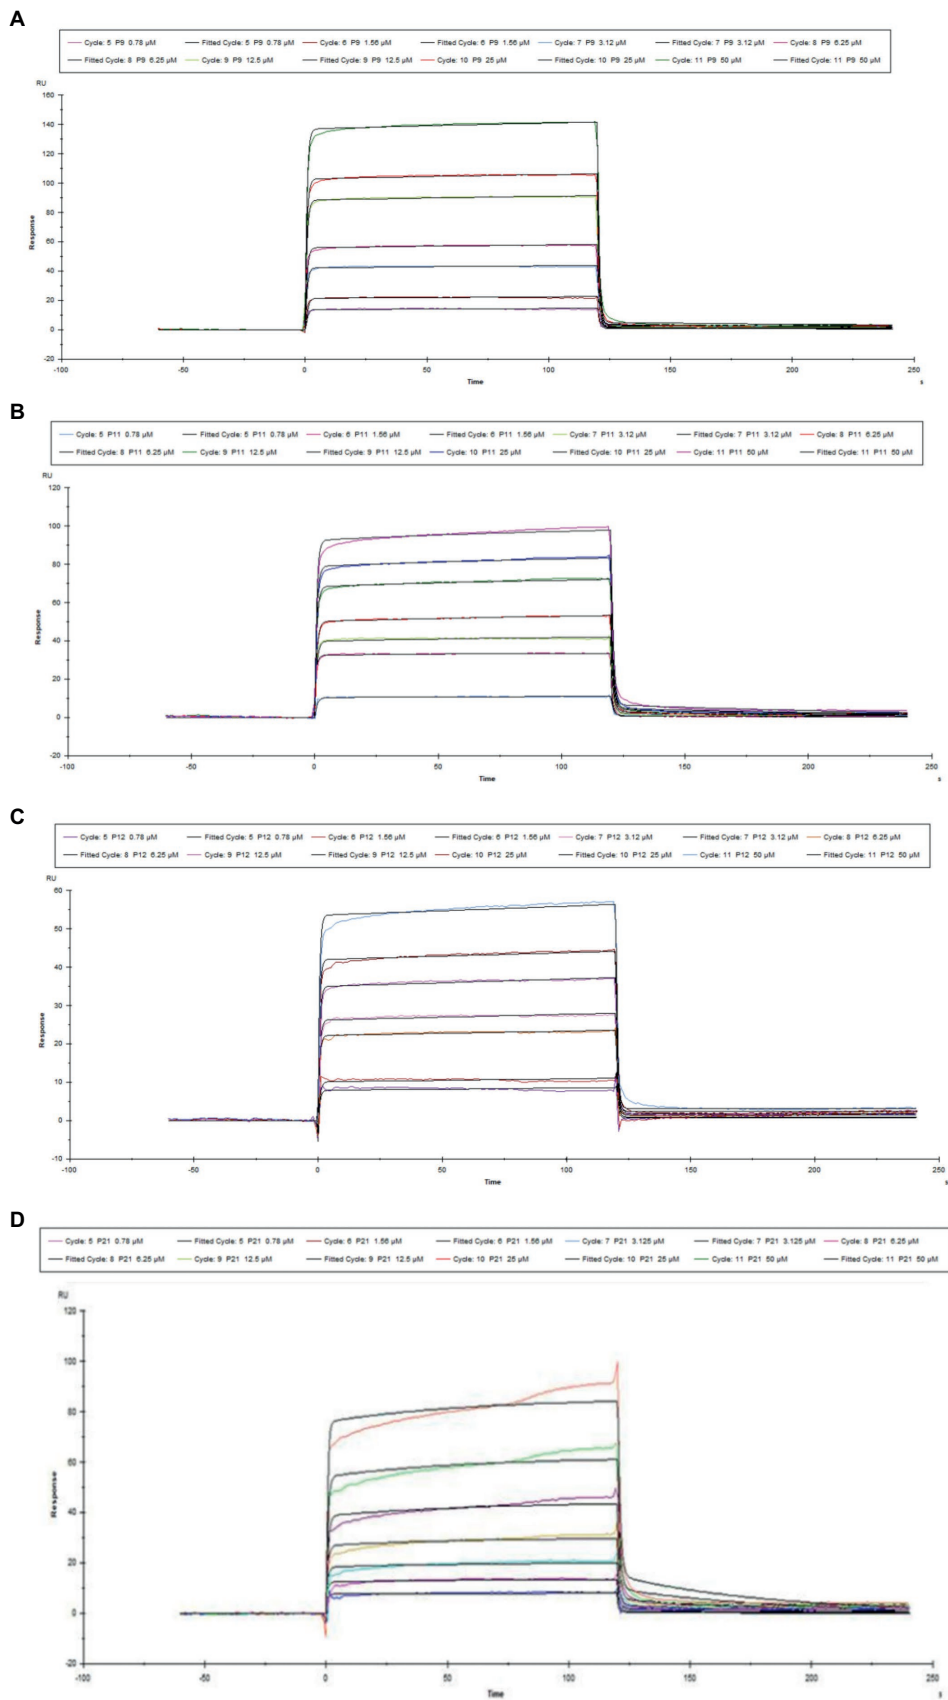 A
Cycle: 5 P9 0.78 µM Fitted Cycle: 5 P9 0.78 µM Cycle: 6 P9 1.56 µM Fitted Cycle: 6 P9 1.56 µM Cycle: 7 P9 3.12 µM Fitted Cycle: 7 P9 3.12 µM Cycle: 8 P9 6.25 µM
Fitted Cycle: 8 P9 6.25 µM Cycle: 9 P9 12.5 µM Fitted Cycle: 9 P9 12.5 µM Cycle: 10 P9 25 µM Fitted Cycle: 10 P9 25 µM Cycle: 11 P9 50 µM Fitted Cycle: 11 P9 50 µM
RU
160
140
120
100
80
60
40
20
0
-20
Response
-100 -50 0 50 100 150 200 250
Time s
B
Cycle: 5 P11 0.78 µM Fitted Cycle: 5 P11 0.78 µM Cycle: 6 P11 1.56 µM Fitted Cycle: 6 P11 1.56 µM Cycle: 7 P11 3.12 µM Fitted Cycle: 7 P11 3.12 µM Cycle: 8 P11 6.25 µM
Fitted Cycle: 8 P11 6.25 µM Cycle: 9 P11 12.5 µM Fitted Cycle: 9 P11 12.5 µM Cycle: 10 P11 25 µM Fitted Cycle: 10 P11 25 µM Cycle: 11 P11 50 µM Fitted Cycle: 11 P11 50 µM
RU
120
100
80
60
40
20
0
-20
Response
-100 -50 0 50 100 150 200 250
Time s
C
Cycle: 5 P12 0.78 µM Fitted Cycle: 5 P12 0.78 µM Cycle: 6 P12 1.56 µM Fitted Cycle: 6 P12 1.56 µM Cycle: 7 P12 3.12 µM Fitted Cycle: 7 P12 3.12 µM Cycle: 8 P12 6.25 µM
Fitted Cycle: 8 P12 6.25 µM Cycle: 9 P12 12.5 µM Fitted Cycle: 9 P12 12.5 µM Cycle: 10 P12 25 µM Fitted Cycle: 10 P12 25 µM Cycle: 11 P12 50 µM Fitted Cycle: 11 P12 50 µM
RU
60
50
40
30
20
10
0
-10
Response
-100 -50 0 50 100 150 200 250
Time s
D
Cycle: 5 P21 0.78 µM Fitted Cycle: 5 P21 0.78 µM Cycle: 6 P21 1.56 µM Fitted Cycle: 6 P21 1.56 µM Cycle: 7 P21 3.125 µM Fitted Cycle: 7 P21 3.125 µM Cycle: 8 P21 6.25 µM
Fitted Cycle: 8 P21 6.25 µM Cycle: 9 P21 12.5 µM Fitted Cycle: 9 P21 12.5 µM Cycle: 10 P21 25 µM Fitted Cycle: 10 P21 25 µM Cycle: 11 P21 50 µM Fitted Cycle: 11 P21 50 µM
RU
120
100
80
60
40
20
0
-20
Response
-100 -50 0 50 100 150 200 250
Time s